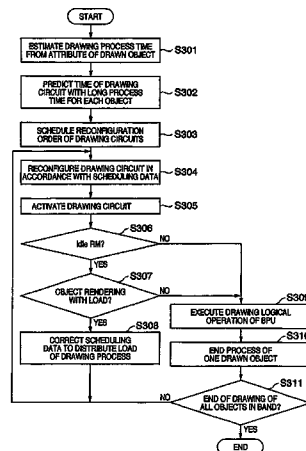 START
ESTIMATE DRAWING PROCESS TIME
FROM ATTRIBUTE OF DRAWN OBJECT
S301
PREDICT TIME OF DRAWING
CIRCUIT WITH LONG PROCESS
TIME FOR EACH OBJECT
S302
SCHEDULE RECONFIGURATION
ORDER OF DRAWING CIRCUITS
S303
RECONFIGURE DRAWING CIRCUIT IN
ACCORDANCE WITH SCHEDULING DATA
S304
ACTIVATE DRAWING CIRCUIT
S305
S306
Idle RM?
NO
YES
S307
OBJECT RENDERING
WITH LOAD?
NO
YES
S308
CORRECT SCHEDULING
DATA TO DISTRIBUTE LOAD
OF DRAWING PROCESS
S309
EXECUTE DRAWING LOGICAL
OPERATION OF BPU
S310
END PROCESS OF
ONE DRAWN OBJECT
S311
END OF DRAWING OF
ALL OBJECTS IN BAND?
NO
YES
END